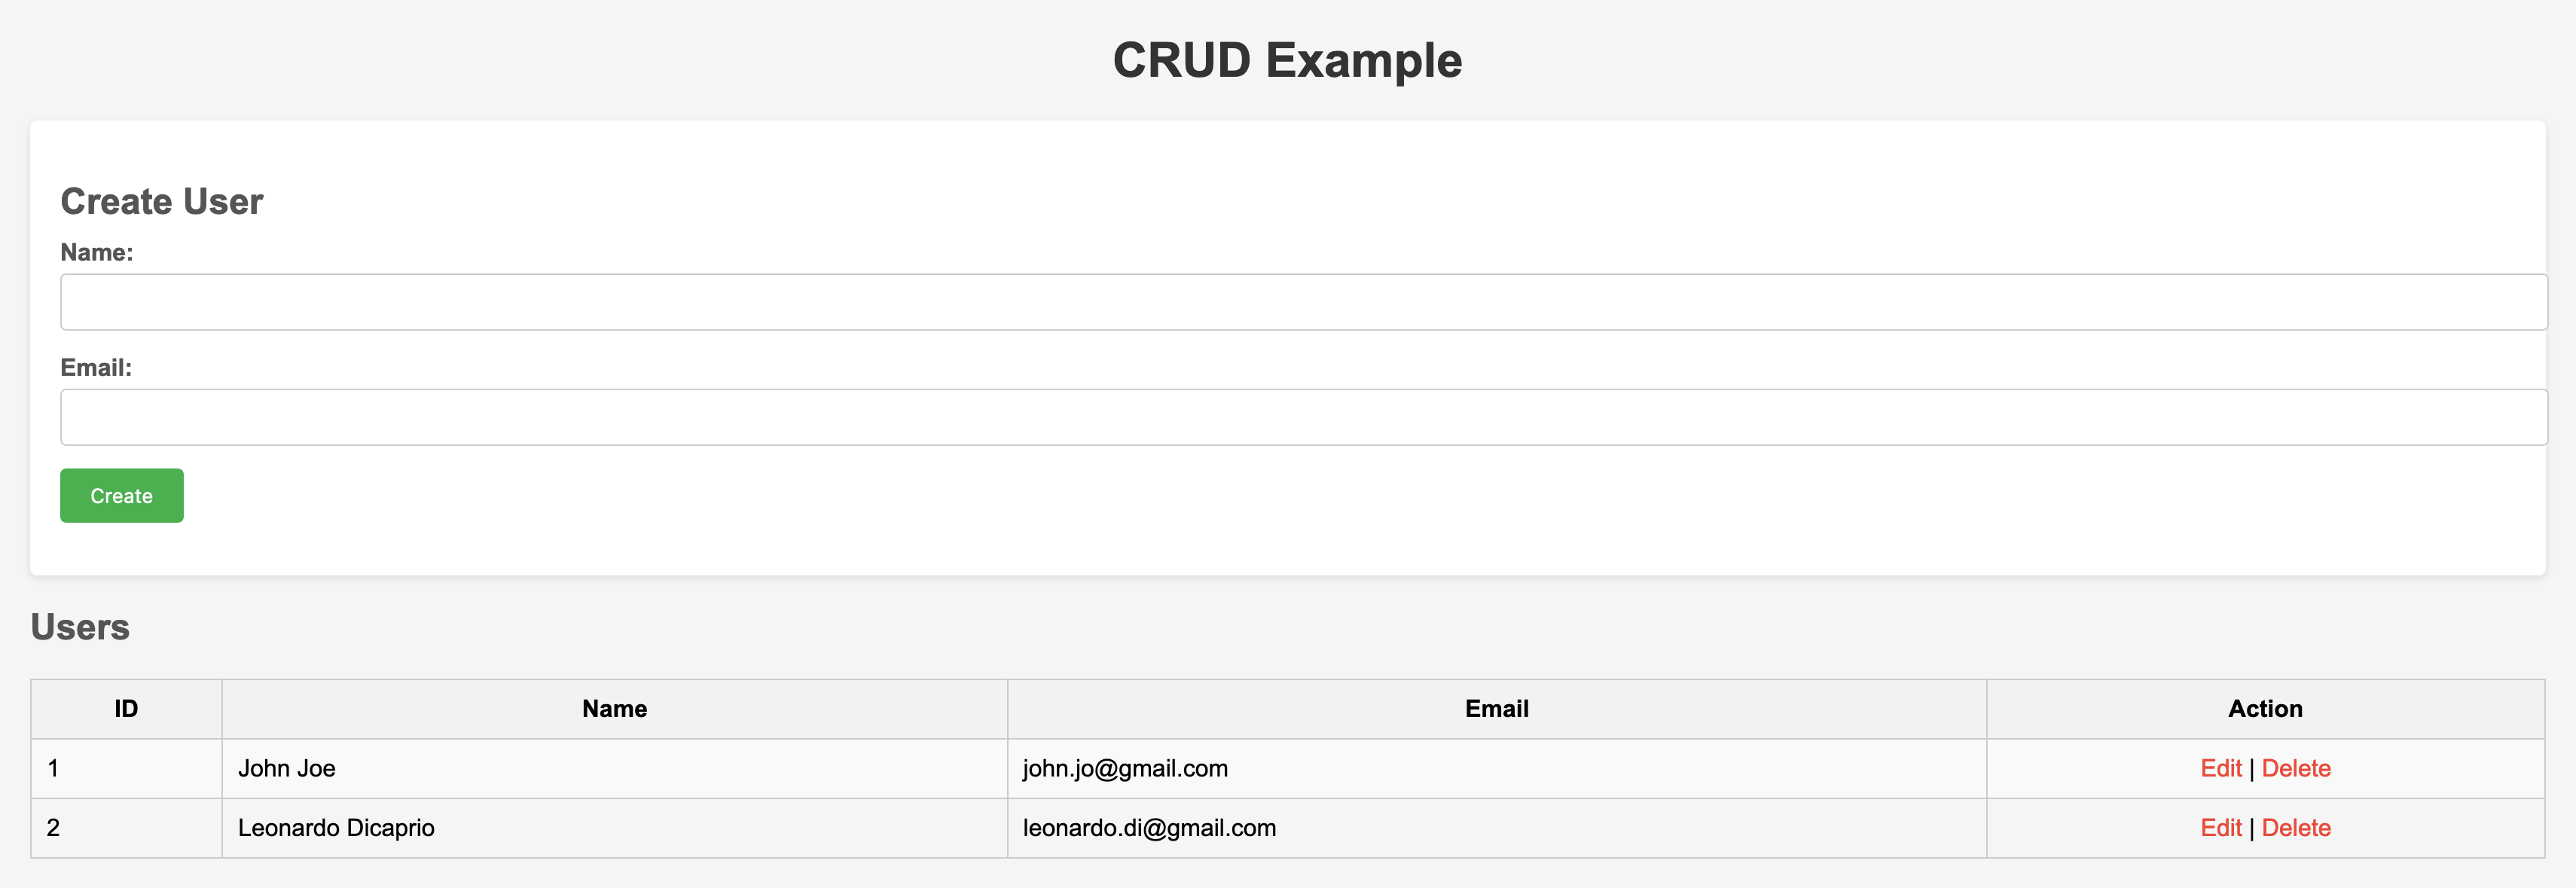 CRUD Example
Create User
Name:
Email:
Create
Users
ID Name Email Action
1 John Joe john.jo@gmail.com Edit | Delete
2 Leonardo Dicaprio leonardo.di@gmail.com Edit | Delete